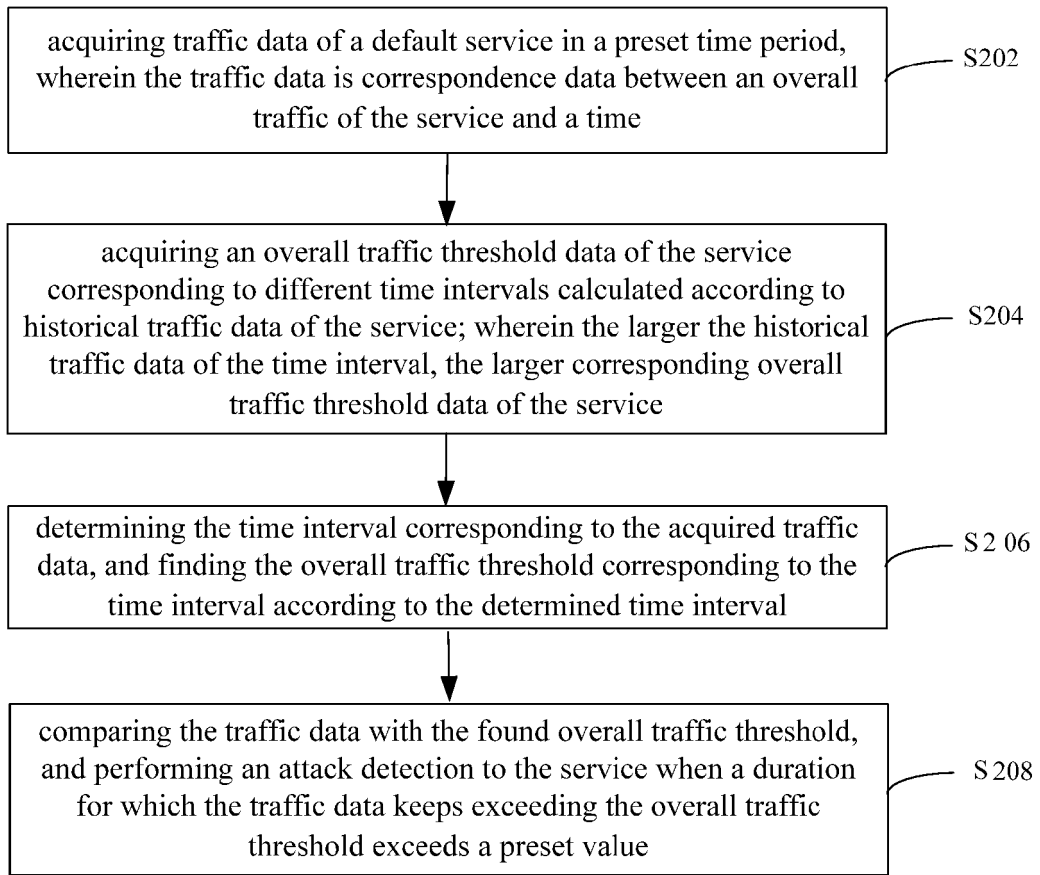 acquiring traffic data of a default service in a preset time period,
wherein the traffic data is correspondence data between an overall
traffic of the service and a time
S202
acquiring an overall traffic threshold data of the service
corresponding to different time intervals calculated according to
historical traffic data of the service; wherein the larger the historical
traffic data of the time interval, the larger corresponding overall
traffic threshold data of the service
S204
determining the time interval corresponding to the acquired traffic
data, and finding the overall traffic threshold corresponding to the
time interval according to the determined time interval
S2 06
comparing the traffic data with the found overall traffic threshold,
and performing an attack detection to the service when a duration
for which the traffic data keeps exceeding the overall traffic
threshold exceeds a preset value
S208